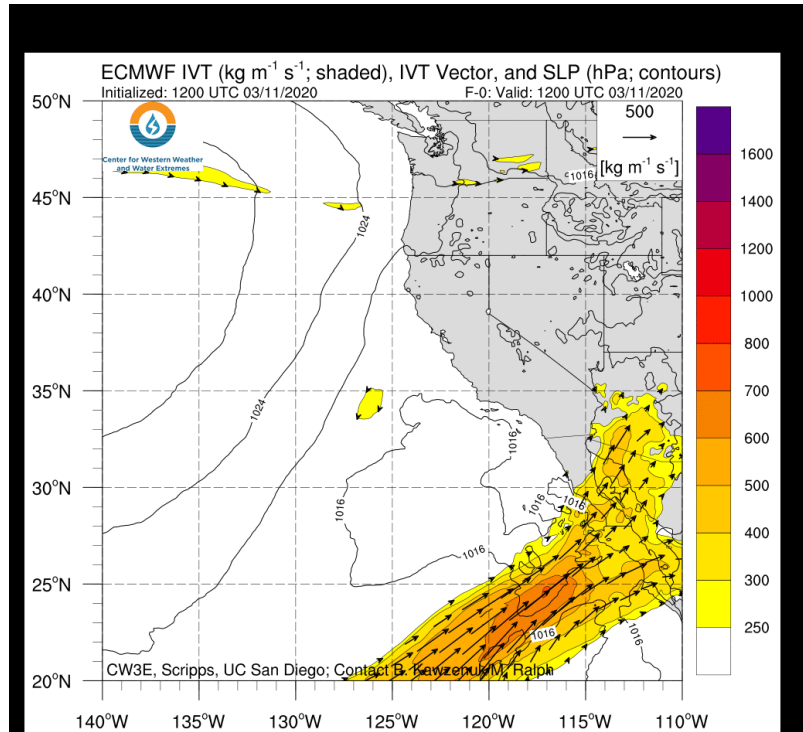 ECMWF IVT (kg m⁻¹ s⁻¹; shaded), IVT Vector, and SLP (hPa; contours)
Initialized: 1200 UTC 03/11/2020 F-0: Valid: 1200 UTC 03/11/2020
50°N
500
[kg m⁻¹ s⁻¹]
Center for Western Weather
and Water Extremes
1600
1016
45°N
1400
1024
1200
40°N
1000
800
35°N
700
1024
1016
600
30°N
1016
1016
1016
500
400
1016
25°N
300
1016
1016
250
CW3E, Scripps, UC San Diego; Contact B. Kawzenuk/M. Ralph
20°N
140°W 135°W 130°W 125°W 120°W 115°W 110°W